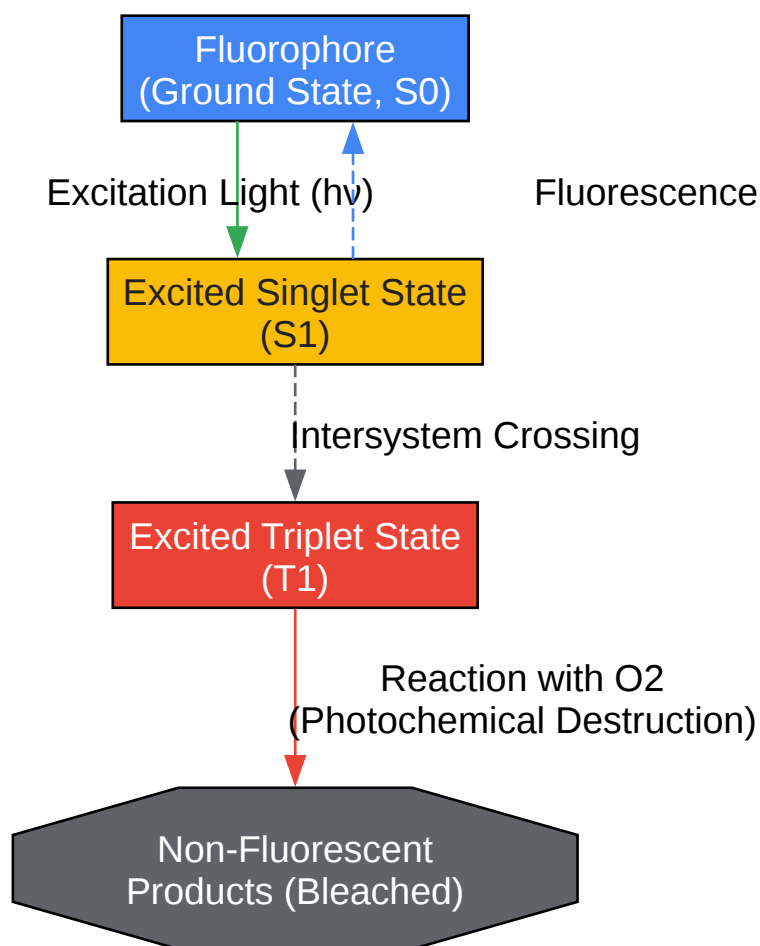 Fluorophore
(Ground State, S0)
Excitation Light (hν)
Fluorescence
Excited Singlet State
(S1)
Intersystem Crossing
Excited Triplet State
(T1)
Reaction with O2
(Photochemical Destruction)
Non-Fluorescent
Products (Bleached)